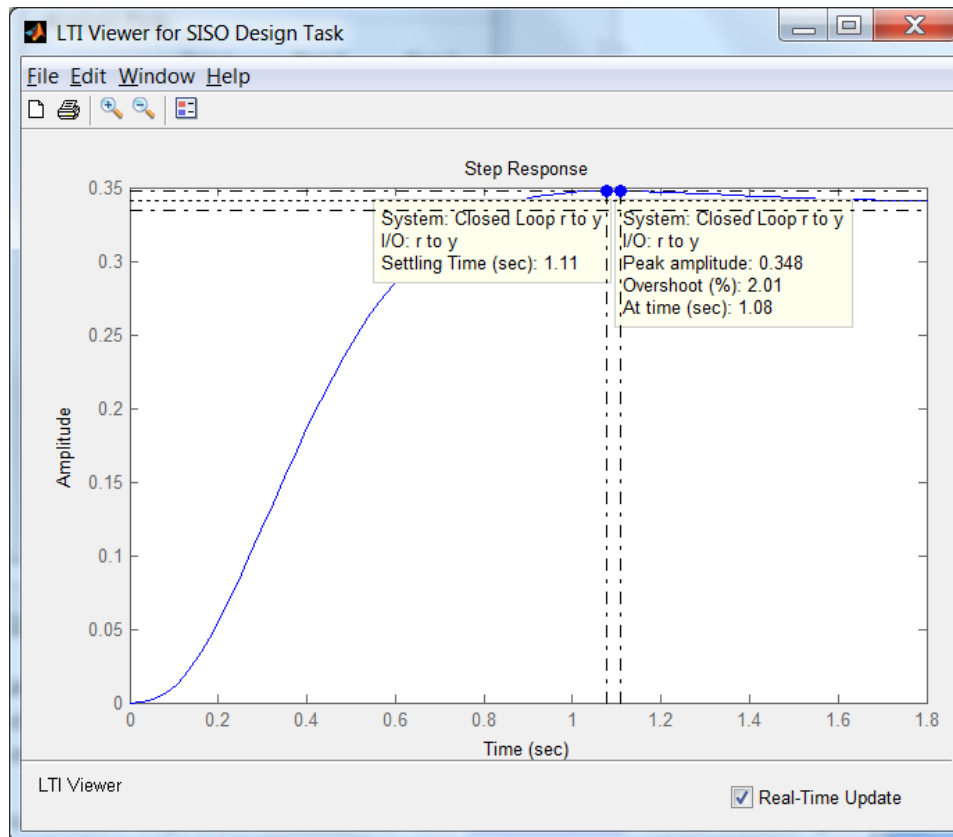 LTI Viewer for SISO Design Task
File Edit Window Help
Step Response
0.35
0.3
0.25
0.2
0.15
0.1
0.05
0
Amplitude
System: Closed Loop r to y
I/O: r to y
Settling Time (sec): 1.11
System: Closed Loop r to y
I/O: r to y
Peak amplitude: 0.348
Overshoot (%): 2.01
At time (sec): 1.08
0 0.2 0.4 0.6 0.8 1 1.2 1.4 1.6 1.8
Time (sec)
LTI Viewer
Real-Time Update